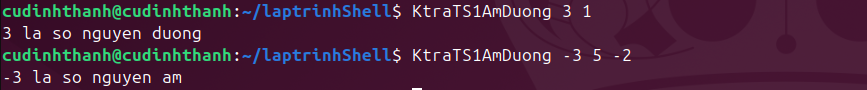 cudinhthanh@cudinhthanh:~/laptrinhShell$ KtraTS1AmDuong 3 1
3 la so nguyen duong
cudinhthanh@cudinhthanh:~/laptrinhShell$ KtraTS1AmDuong -3 5 -2
-3 la so nguyen am